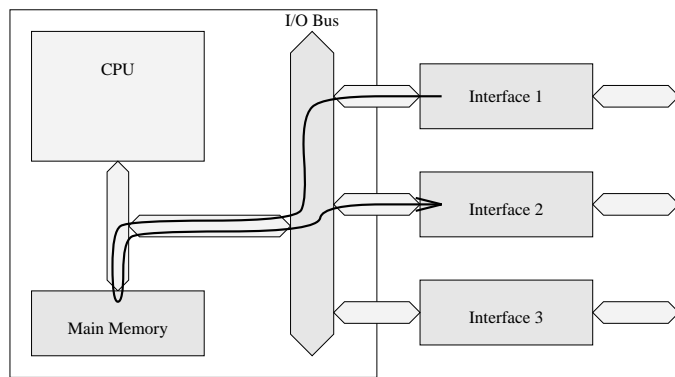 I/O Bus
CPU
Interface 1
Interface 2
Main Memory
Interface 3